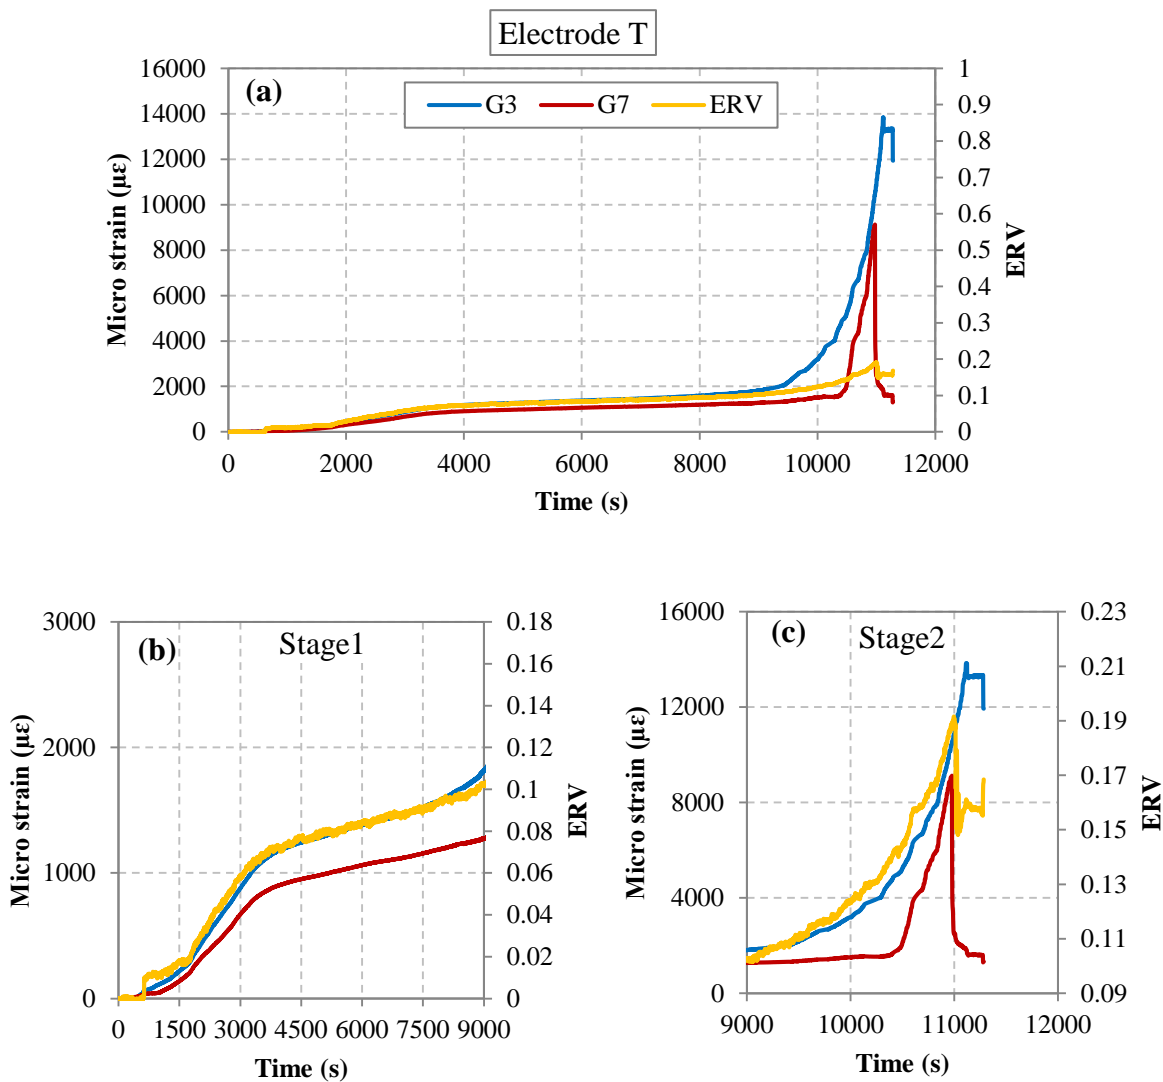 Electrode T
(a)
G3 G7 ERV
16000
14000
12000
10000
8000
6000
4000
2000
0
Micro strain (με)
1
0.9
0.8
0.7
0.6
0.5
0.4
0.3
0.2
0.1
0
ERV
0 2000 4000 6000 8000 10000 12000
Time (s)
(b)
Stage1
3000
2000
1000
0
Micro strain (με)
0.18
0.16
0.14
0.12
0.1
0.08
0.06
0.04
0.02
0
ERV
0 1500 3000 4500 6000 7500 9000
Time (s)
(c)
Stage2
16000
12000
8000
4000
0
Micro strain (με)
0.23
0.21
0.19
0.17
0.15
0.13
0.11
0.09
ERV
9000 10000 11000 12000
Time (s)